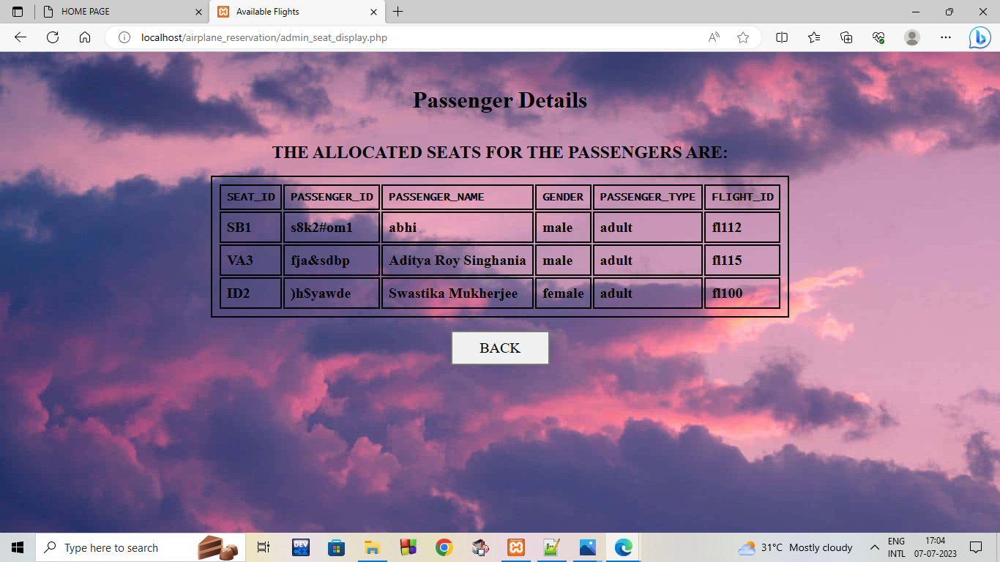 HOME PAGE
Available Flights
localhost/airplane_reservation/admin_seat_display.php
Passenger Details
THE ALLOCATED SEATS FOR THE PASSENGERS ARE:
SEAT_ID PASSENGER_ID PASSENGER_NAME GENDER PASSENGER_TYPE FLIGHT_ID
SB1 s8k2#om1 abhi male adult fl112
VA3 fja&sdbp Aditya Roy Singhania male adult fl115
ID2 )h$yawde Swastika Mukherjee female adult fl100
BACK
Type here to search
DEV
31°C Mostly cloudy
ENG
INTL
17:04
07-07-2023